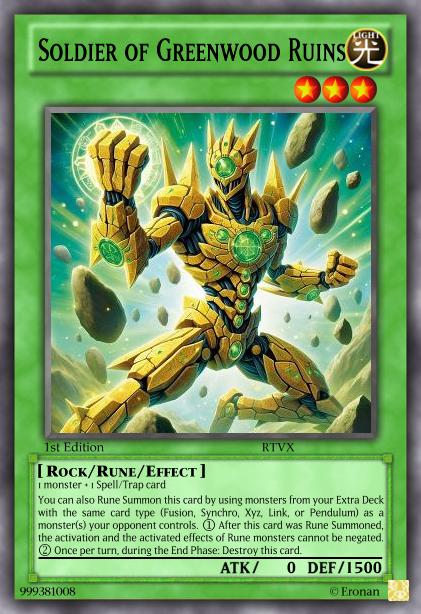 SOLDIER OF GREENWOOD RUINS
LIGHT
光
1st Edition RTVX
[ ROCK/RUNE/EFFECT ]
1 monster + 1 Spell/Trap card
You can also Rune Summon this card by using monsters from your Extra Deck
with the same card type (Fusion, Synchro, Xyz, Link, or Pendulum) as a
monster(s) your opponent controls. ① After this card was Rune Summoned,
the activation and the activated effects of Rune monsters cannot be negated.
② Once per turn, during the End Phase: Destroy this card.
ATK/ 0 DEF/1500
999381008 © Eronan